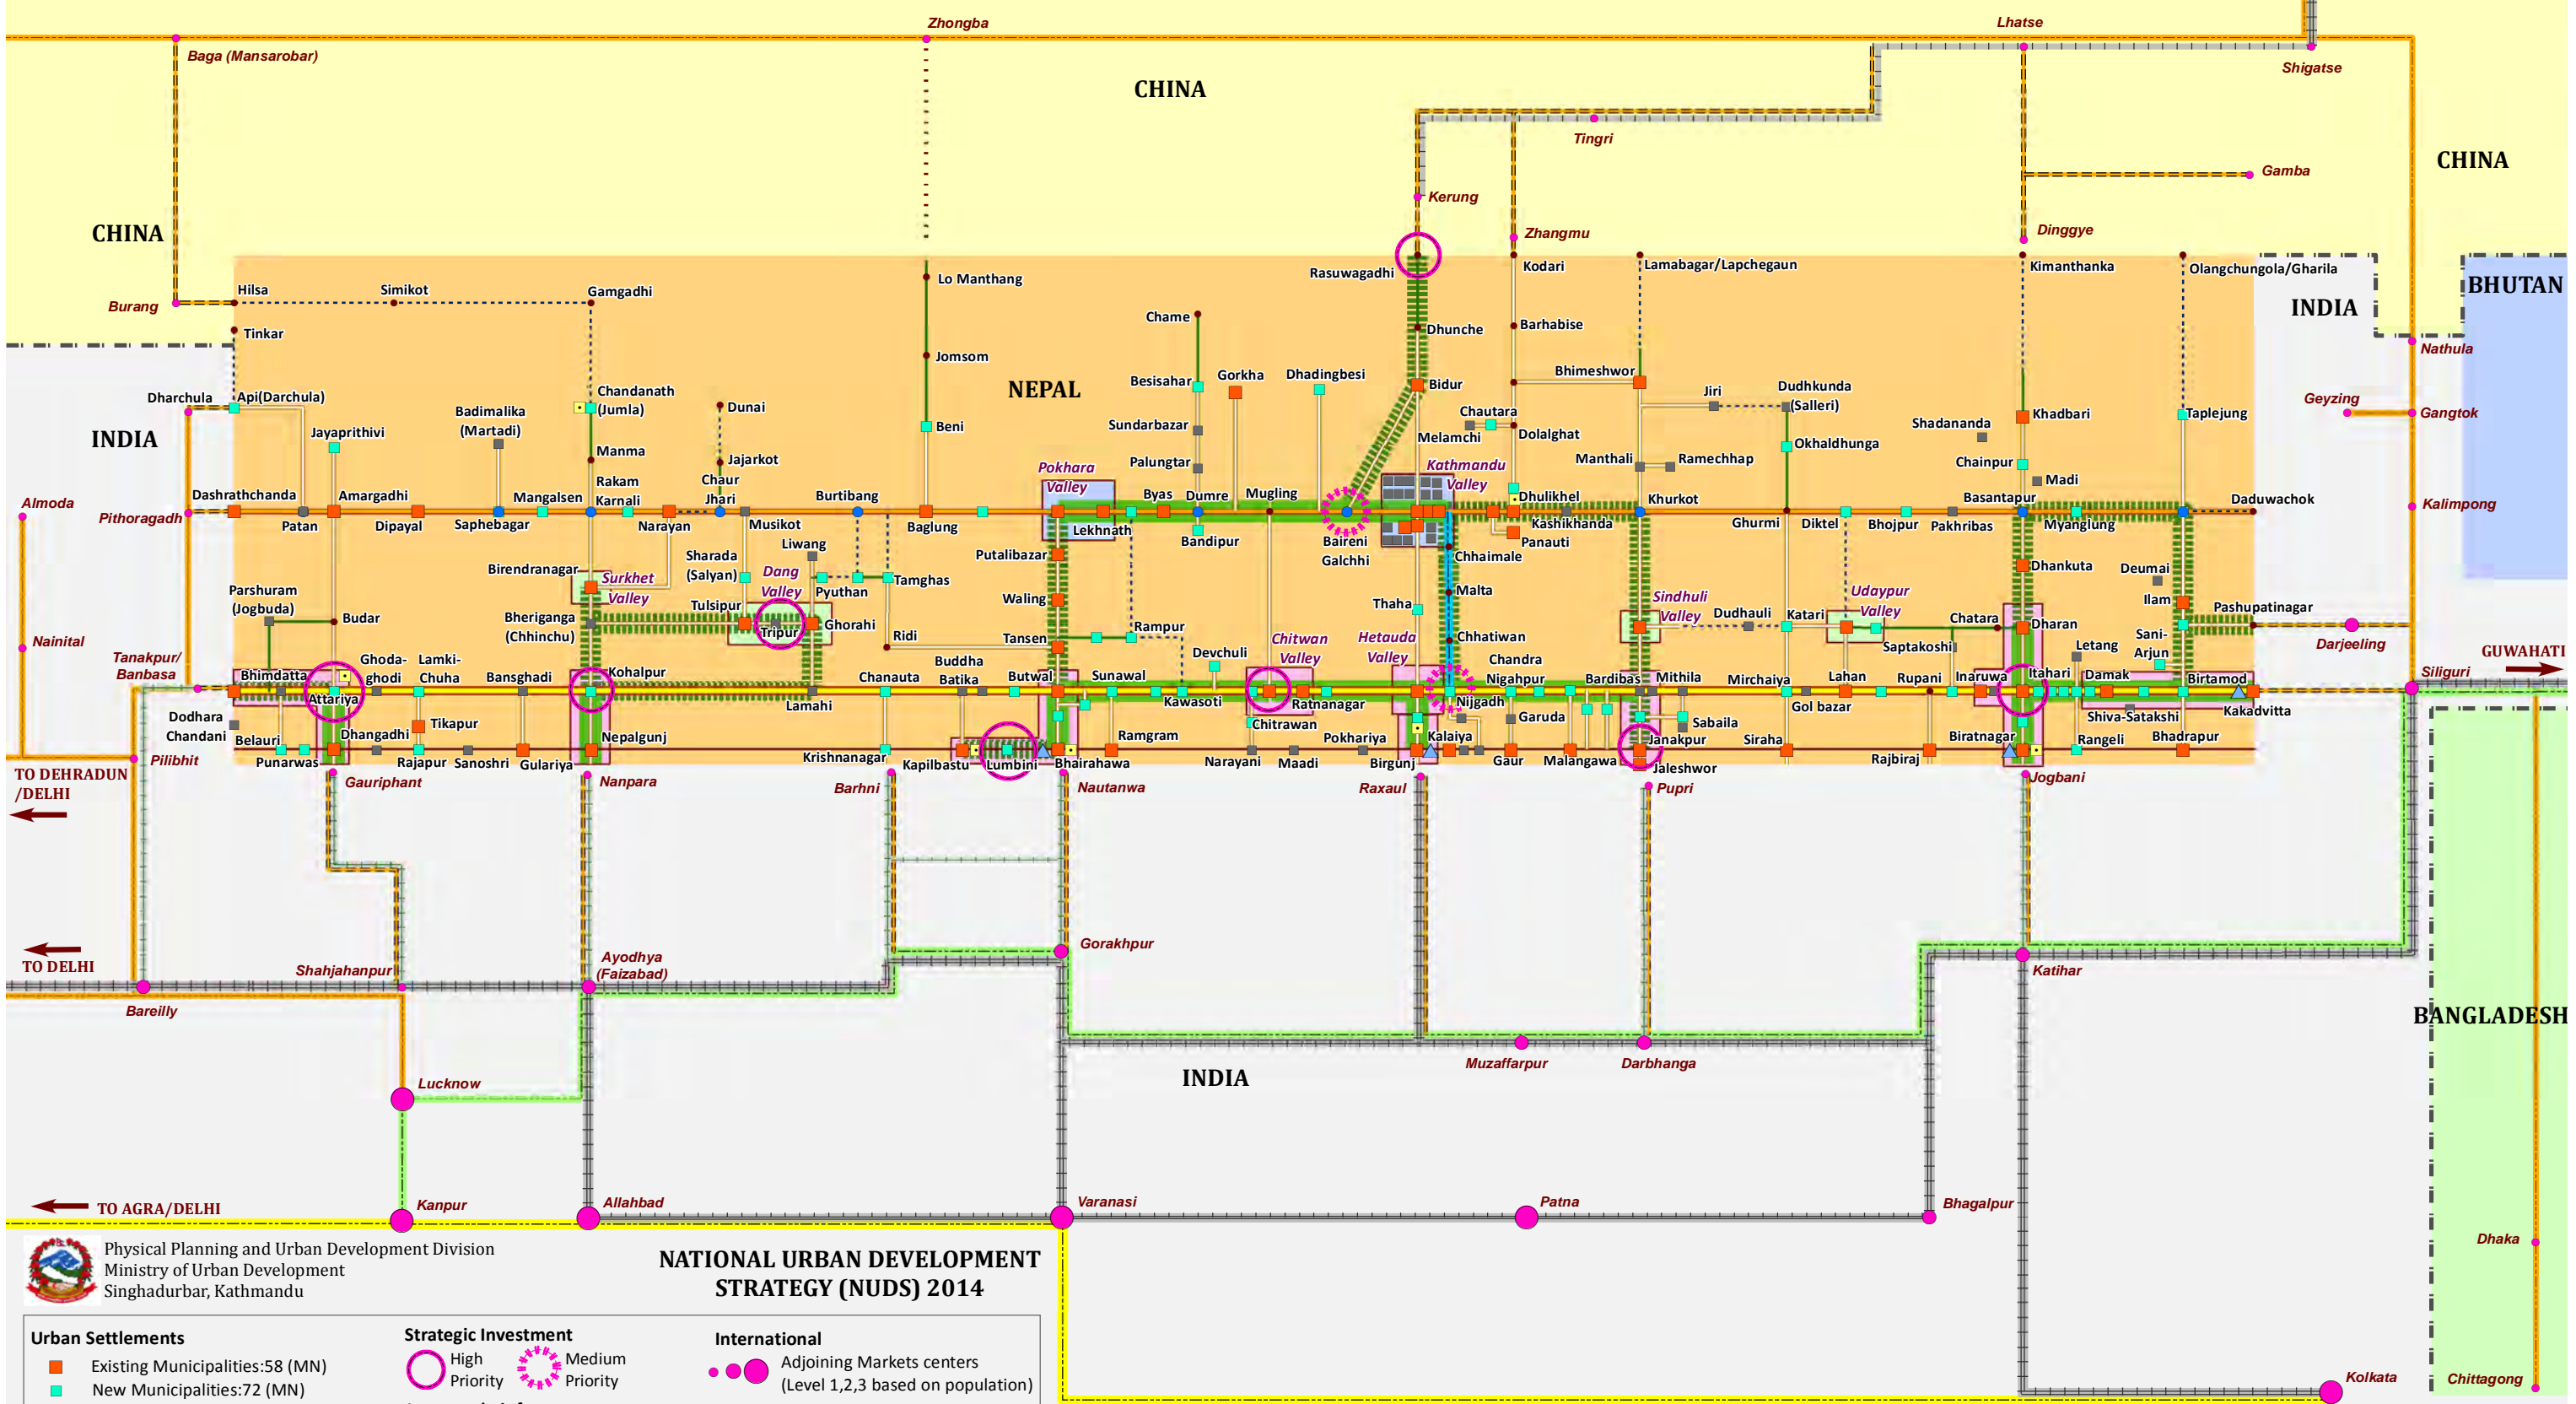 Zhongba
Lhatse
Baga (Mansarobar)
Shigatse
CHINA
Tingri
CHINA
Gamba
Kerung
CHINA
Zhangmu
Dinggye
Rasuwagadhi
Kodari
Lamabagar/Lapchegaun
Kimanthanka
Olangchungola/Gharila
BHUTAN
Lo Manthang
Hilsa
Simikot
Gamgadhi
Burang
INDIA
Chame
Tinkar
Dhunche
Barhabise
Nathula
Jomsom
Bhimeshwor
Besisahar
Gorkha
Dhadingbesi
Bidur
NEPAL
Jiri
Dudhkunda
(Salleri)
Dharchula
Api(Darchula)
Chandanath
(Jumla)
Dunai
Geyzing
Gangtok
Badimalika
(Martadi)
Chautara
Khadbari
Taplejung
INDIA
Jayaprithivi
Beni
Sundarbazar
Melamchi
Dolalghat
Shadananda
Okhaldhunga
Manma
Jajarkot
Palungtar
Manthali
Ramechhap
Chainpur
Pokhara
Valley
Kathmandu
Valley
Rakam
Karnali
Chaur
Jhari
Madi
Almoda
Dashrathchanda
Amargadhi
Mangalsen
Burtibang
Byas
Dumre
Mugling
Dhulikhel
Khurkot
Basantapur
Daduwachok
Kalimpong
Pithoragadh
Patan
Dipayal
Saphebagar
Narayan
Musikot
Baglung
Lekhnath
Bandipur
Baireni
Galchhi
Kashikhanda
Panauti
Ghurmi
Diktel
Bhojpur
Pakhribas
Myanglung
Liwang
Putalibazar
Chhaimale
Sharada
(Salyan)
Dang
Valley
Birendranagar
Surkhet
Valley
Pyuthan
Tamghas
Dhankuta
Deumai
Parshuram
(Jogbuda)
Budar
Bheriganga
(Chhinchu)
Tulsipur
Tripur
Ghorahi
Waling
Thaha
Malta
Sindhuli
Valley
Dudhauli
Katari
Udaypur
Valley
Chatara
Ilam
Pashupatinagar
Nainital
Ridi
Tansen
Rampur
Chitwan
Valley
Hetauda
Valley
Chhatiwan
Saptakoshi
Dharan
Letang
Sani-
Arjun
Darjeeling
GUWAHATI
Tanakpur/
Banbasa
Bhimdatta
Ghoda-
ghodi
Lamki-
Chuha
Bansghadi
Kohalpur
Chanauta
Buddha
Batika
Butwal
Sunawal
Devchuli
Chandra
Nigahpur
Bardibas
Mithila
Mirchaiya
Lahan
Rupani
Inaruwa
Itahari
Damak
Birtamod
Siliguri
Attariya
Lamahi
Kawasoti
Ratnanagar
Nijgadh
Gol bazar
Shiva-Satakshi
Kakadvitta
Dodhara
Chandani
Tikapur
Chitrawan
Garuda
Sabaila
Belauri
Dhangadhi
Nepalgunj
Ramgram
Pokhariya
Kalaiya
Janakpur
Siraha
Biratnagar
Rangeli
Bhadrapur
Punarwas
Rajapur
Sanoshri
Gulariya
Krishnanagar
Kapilbastu
Lumbini
Bhairahawa
Narayani
Maadi
Birgunj
Gaur
Malangawa
Jaleshwor
Rajbiraj
Pilibhit
TO DEHRADUN
/DELHI
Gauriphant
Nanpara
Barhni
Nautanwa
Raxaul
Pupri
Jogbani
TO DELHI
Shahjahanpur
Ayodhya
(Faizabad)
Gorakhpur
Katihar
Bareilly
BANGLADESH
Lucknow
INDIA
Muzaffarpur
Darbhanga
TO AGRA/DELHI
Kanpur
Allahbad
Varanasi
Patna
Bhagalpur
Dhaka
Physical Planning and Urban Development Division
Ministry of Urban Development
Singhadurbar, Kathmandu
NATIONAL URBAN DEVELOPMENT
STRATEGY (NUDS) 2014
Urban Settlements
Existing Municipalities:58 (MN)
New Municipalities:72 (MN)
Strategic Investment
High
Priority
Medium
Priority
International
Adjoining Markets centers
(Level 1,2,3 based on population)
Kolkata
Chittagong